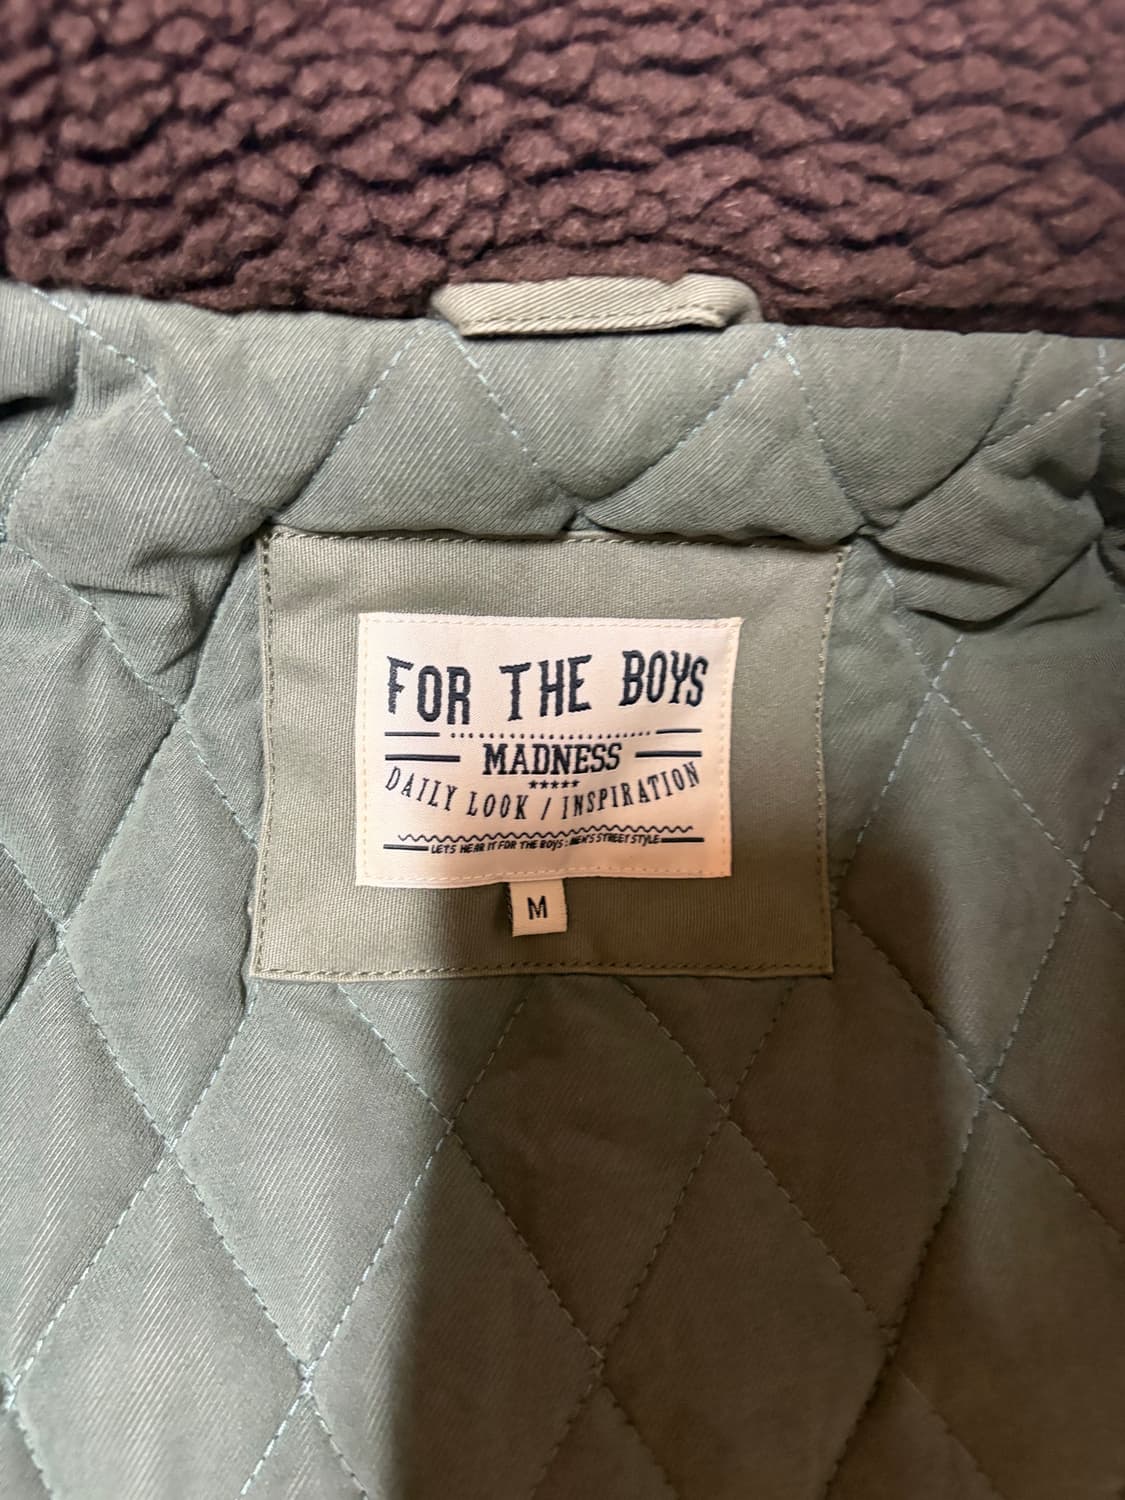 FOR THE BOYS
MADNESS
DAILY LOOK / INSPIRATION
LETS HEAR IT FOR THE BOYS : MEN'S STREET STYLE
M